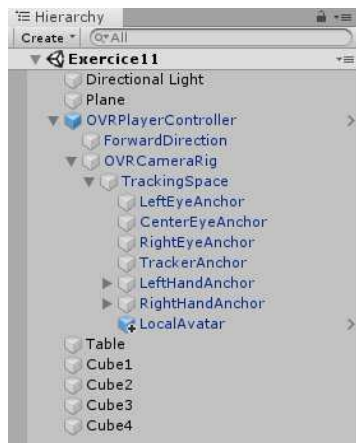 Hierarchy
Create All
Exercice11
Directional Light
Plane
OVRPlayerController
ForwardDirection
OVRCameraRig
TrackingSpace
LeftEyeAnchor
CenterEyeAnchor
RightEyeAnchor
TrackerAnchor
LeftHandAnchor
RightHandAnchor
LocalAvatar
Table
Cube1
Cube2
Cube3
Cube4